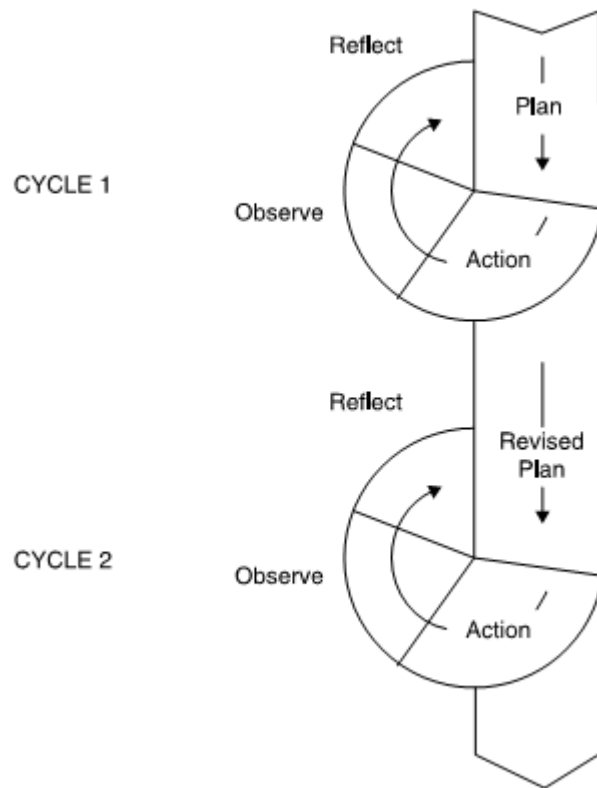 Reflect
Plan
CYCLE 1
Observe
Action
Reflect
Revised
Plan
CYCLE 2
Observe
Action